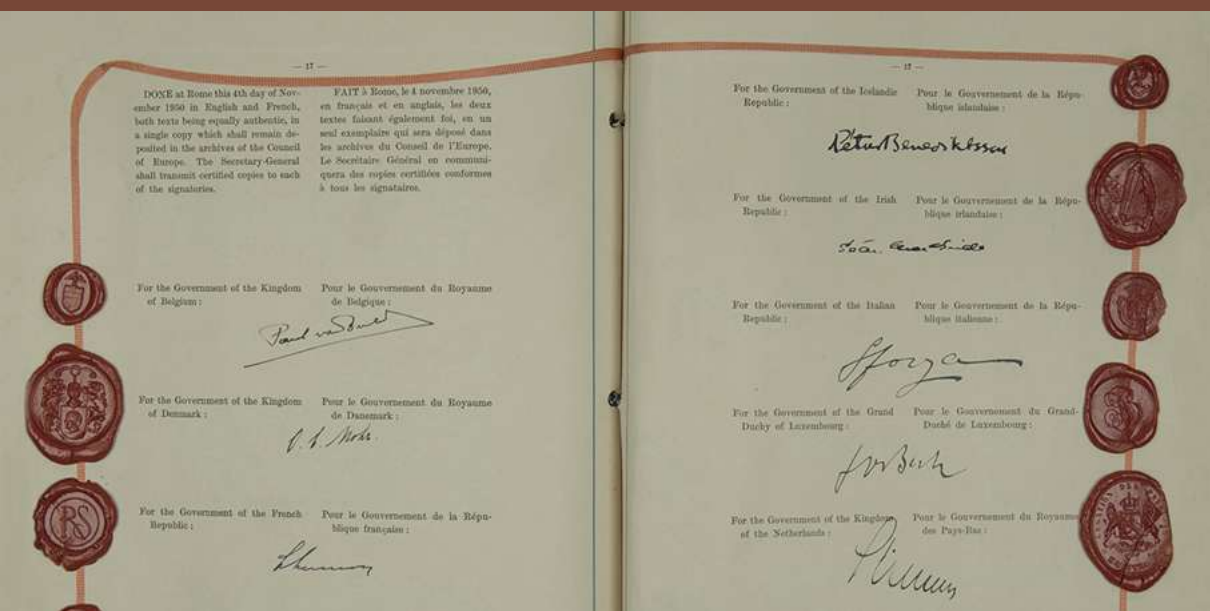 — 17 —
DONE at Rome this 4th day of Nov-
ember 1950 in English and French,
both texts being equally authentic, in
a single copy which shall remain de-
posited in the archives of the Council
of Europe. The Secretary-General
shall transmit certified copies to each
of the signatories.
FAIT à Rome, le 4 novembre 1950,
en français et en anglais, les deux
textes faisant également foi, en un
seul exemplaire qui sera déposé dans
les archives du Conseil de l'Europe.
Le Secrétaire Général en communi-
quera des copies certifiées conformes
à tous les signataires.
For the Government of the Kingdom
of Belgium :
Pour le Gouvernement du Royaume
de Belgique :
Paul van
For the Government of the Kingdom
of Denmark :
Pour le Gouvernement du Royaume
de Danemark :
O. C. Mohr.
RS
For the Government of the French
Republic :
Pour le Gouvernement de la Répu-
blique française :
— 17 —
For the Government of the Icelandic
Republic :
Pour le Gouvernement de la Répu-
blique islandaise :
Pétur Benediktsson
For the Government of the Irish
Republic :
Pour le Gouvernement de la Répu-
blique irlandaise :
Seán
For the Government of the Italian
Republic :
Pour le Gouvernement de la Répu-
blique italienne :
Sforza
For the Government of the Grand
Duchy of Luxembourg :
Pour le Gouvernement du Grand-
Duché de Luxembourg :
Jos Bech
For the Government of the Kingdom
of the Netherlands :
Pour le Gouvernement du Royaume
des Pays-Bas :